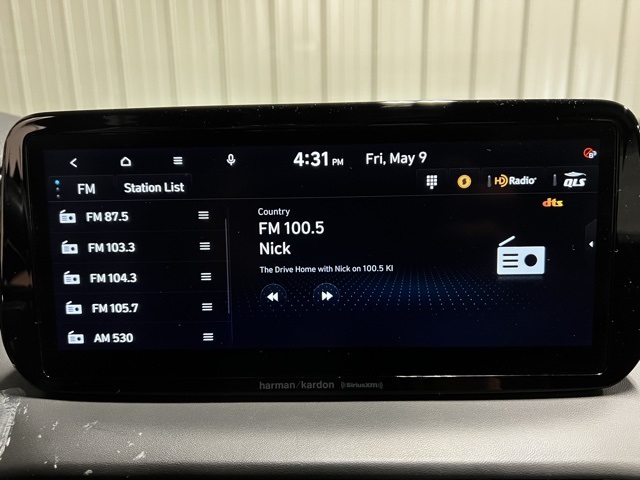 4:31 PM Fri, May 9
FM Station List
HD Radio QLS
dts
FM 87.5
FM 103.3
FM 104.3
FM 105.7
AM 530
Country
FM 100.5
Nick
The Drive Home with Nick on 100.5 KI
harman/kardon ((SiriusXM))